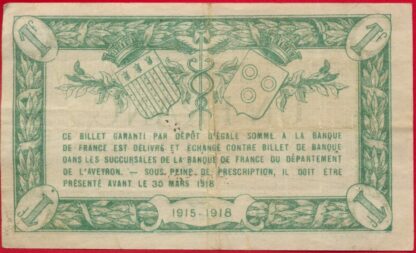 1F
1F
CE BILLET GARANTI PAR DÉPÔT D'ÉGALE SOMME A LA BANQUE
DE FRANCE EST DÉLIVRÉ ET ÉCHANGÉ CONTRE BILLET DE BANQUE
DANS LES SUCCURSALES DE LA BANQUE DE FRANCE DU DÉPARTEMENT
DE L'AVEYRON. — SOUS PEINE DE PRESCRIPTION, IL DOIT ÊTRE
PRÉSENTÉ AVANT LE 30 MARS 1918
1F
1915-1918
1F